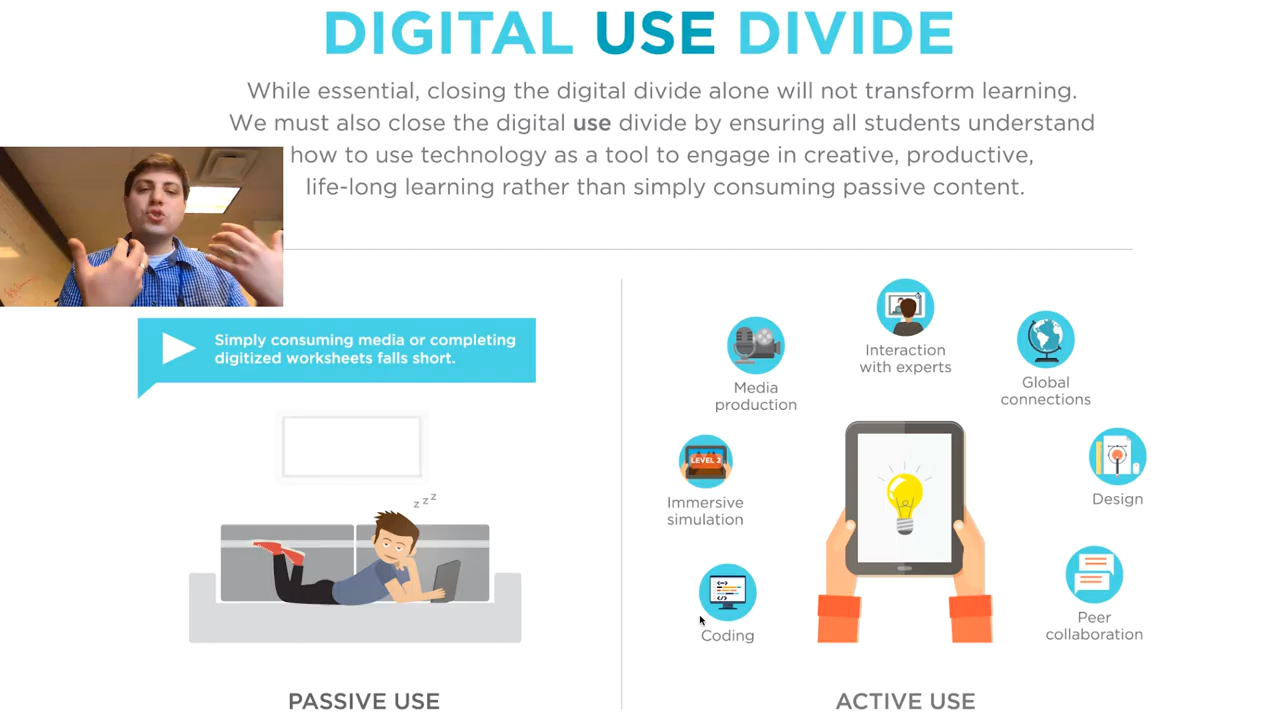 DIGITAL USE DIVIDE
While essential, closing the digital divide alone will not transform learning.
We must also close the digital use divide by ensuring all students understand
how to use technology as a tool to engage in creative, productive,
life-long learning rather than simply consuming passive content.
Simply consuming media or completing
digitized worksheets falls short.
z z z
PASSIVE USE
Media
production
Interaction
with experts
Global
connections
LEVEL 2
Immersive
simulation
Design
Coding
Peer
collaboration
ACTIVE USE